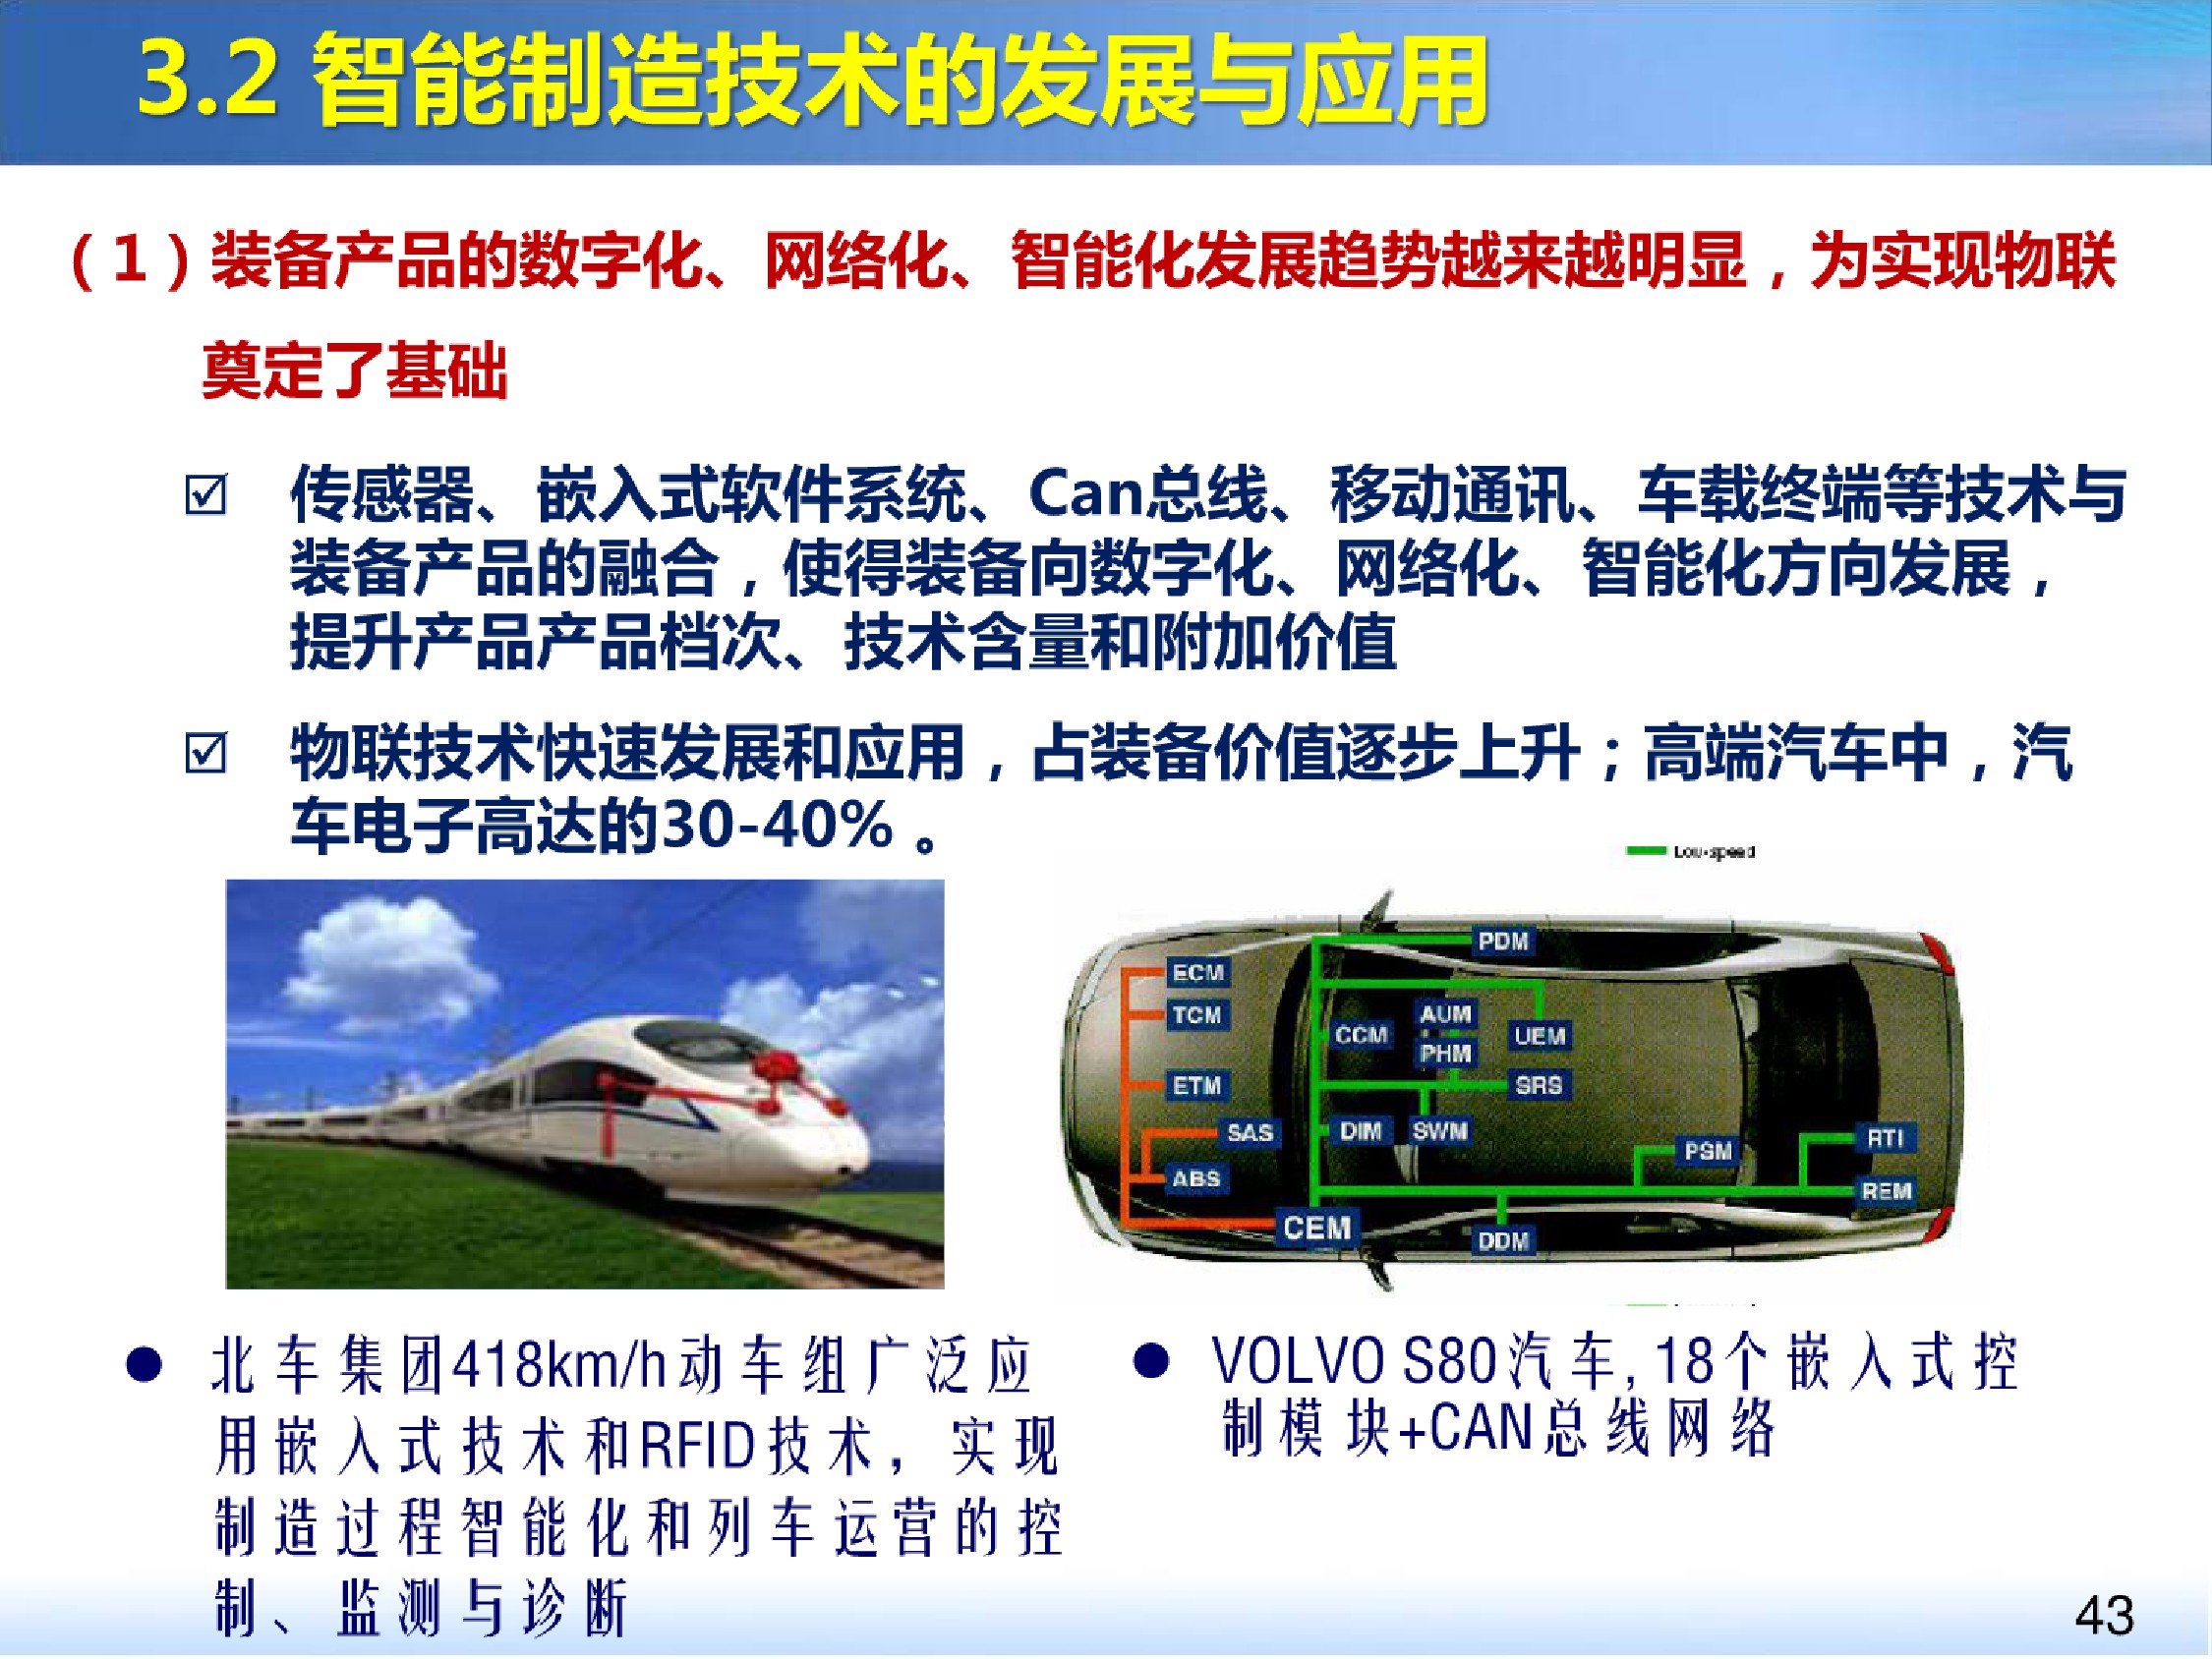 3.2 智能制造技术的发展与应用
（1）装备产品的数字化、网络化、智能化发展趋势越来越明显，为实现物联
奠定了基础
传感器、嵌入式软件系统、Can总线、移动通讯、车载终端等技术与
装备产品的融合，使得装备向数字化、网络化、智能化方向发展，
提升产品产品档次、技术含量和附加价值
物联技术快速发展和应用，占装备价值逐步上升；高端汽车中，汽
车电子高达的30-40%。
Low-speed
PDM
ECM
TCM
AUM
CCM
UEM
PHM
ETM
SRS
SAS
DIM
SWM
RTI
PSM
ABS
REM
CEM
DDM
北车集团418km/h动车组广泛应
用嵌入式技术和RFID技术，实现
制造过程智能化和列车运营的控
制、监测与诊断
VOLVO S80汽车,18个嵌入式控
制模块+CAN总线网络
43